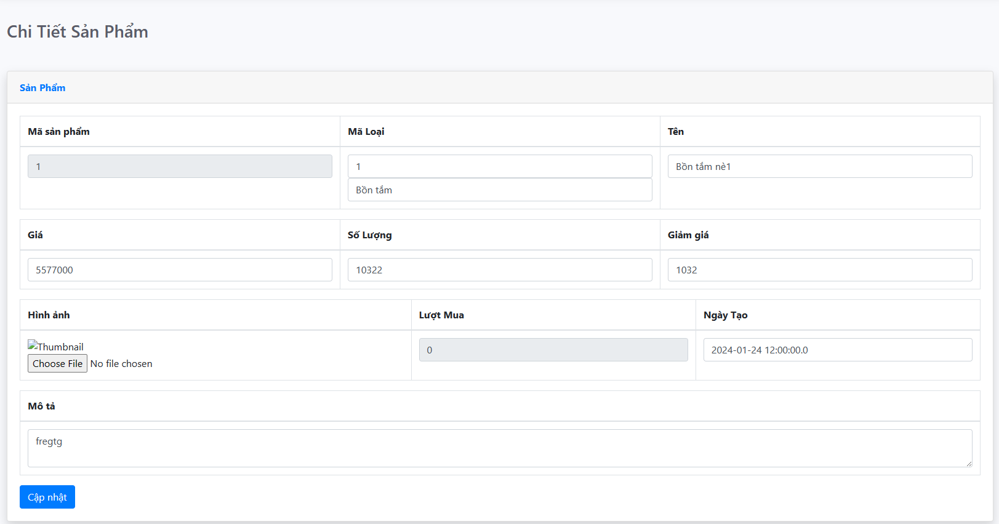 Chi Tiết Sản Phẩm
Sản Phẩm
Mã sản phẩm Mã Loại Tên
1 1 Bồn tắm nè1
Bồn tắm
Giá Số Lượng Giảm giá
5577000 10322 1032
Hình ảnh Lượt Mua Ngày Tạo
Thumbnail 0 2024-01-24 12:00:00.0
Choose File No file chosen
Mô tả
fregtg
Cập nhật